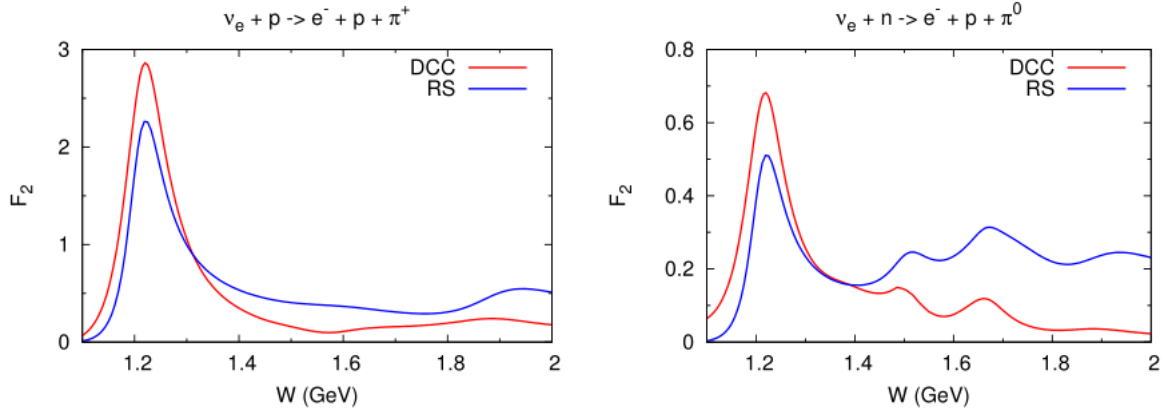 νe + p -> e⁻ + p + π⁺
3
2
1
0
F₂
DCC
RS
1.2
1.4
1.6
1.8
2
W (GeV)
νe + n -> e⁻ + p + π⁰
0.8
0.6
0.4
0.2
0
F₂
DCC
RS
1.2
1.4
1.6
1.8
2
W (GeV)